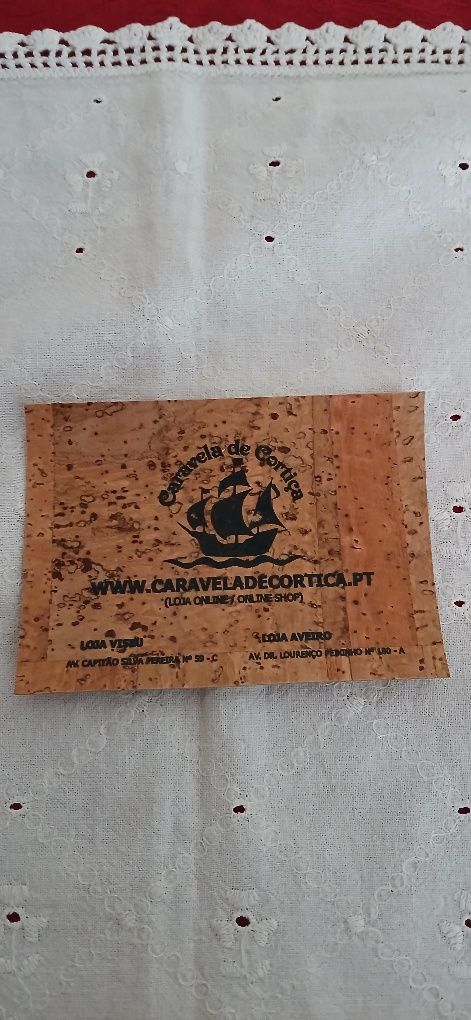 Caravela de Cortiça
WWW.CARAVELADECORTICA.PT
(LOJA ONLINE / ONLINE SHOP)
LOJA VISEU
AV. CAPITÃO SILVA PEREIRA Nº 59 - C
LOJA AVEIRO
AV. DR. LOURENÇO PEIXINHO Nº 180 - A